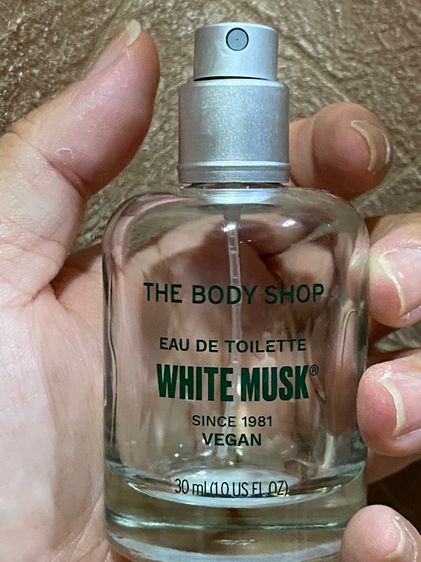 THE BODY SHOP
EAU DE TOILETTE
WHITE MUSK®
SINCE 1981
VEGAN
30 ml(1.0 US FL OZ)